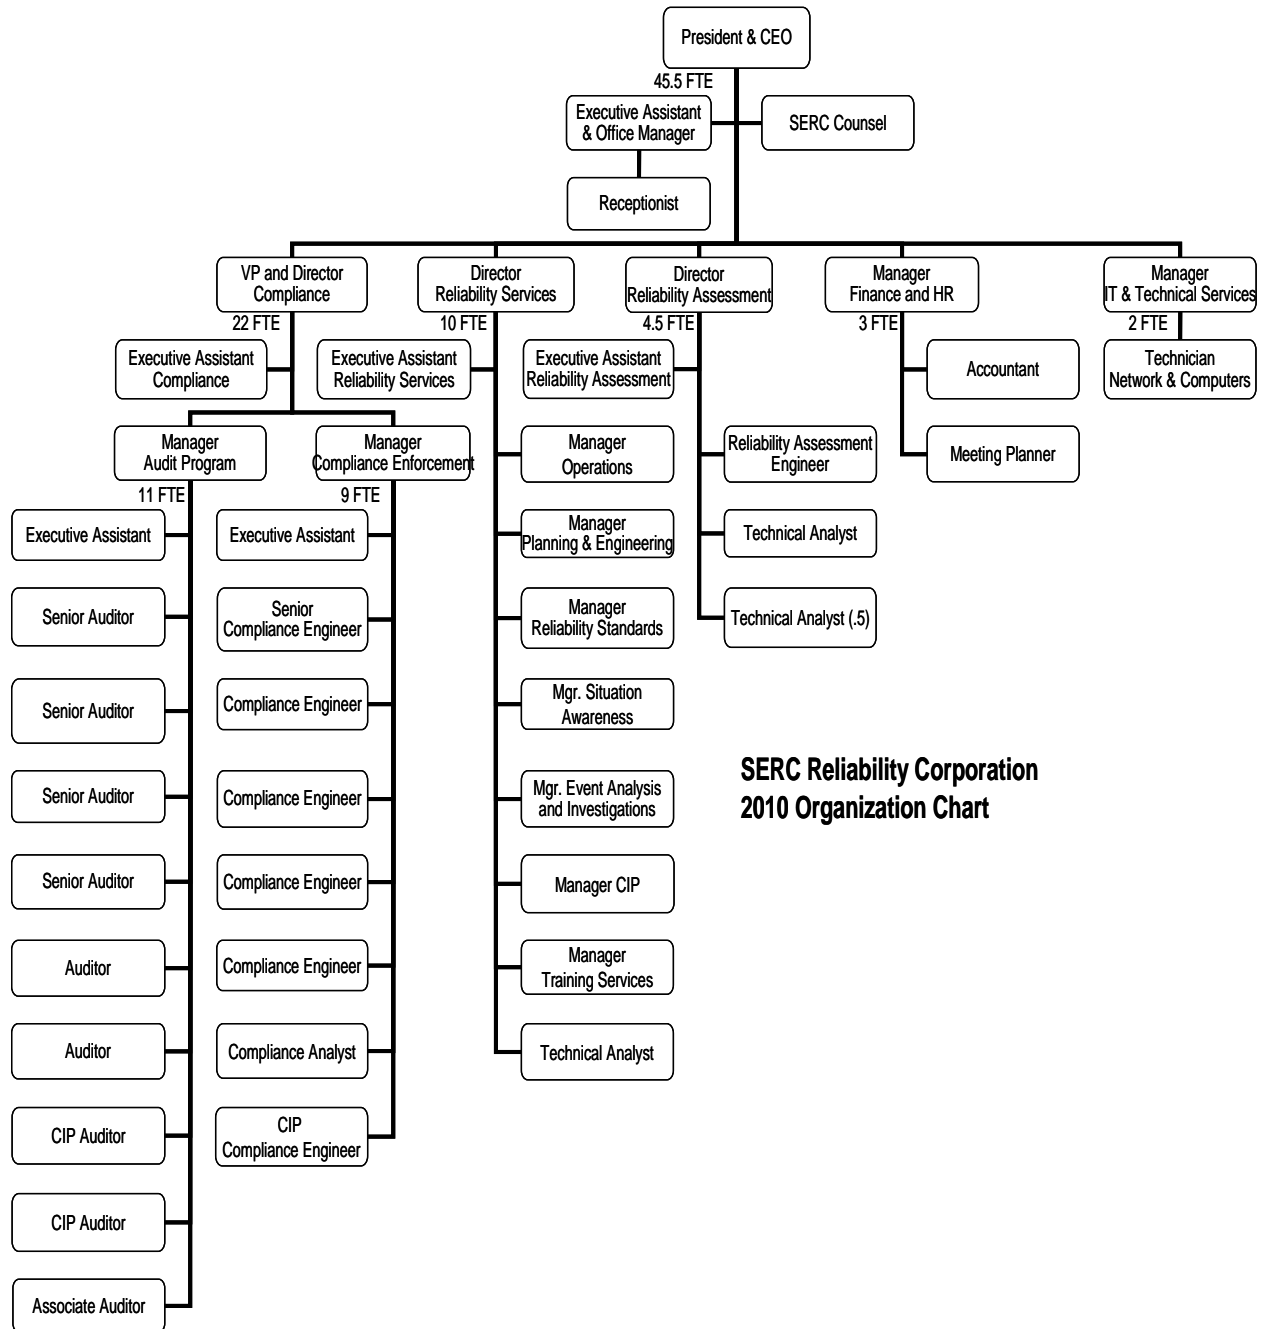 President & CEO
45.5 FTE
Executive Assistant
& Office Manager
SERC Counsel
Receptionist
VP and Director
Compliance
Director
Reliability Services
Director
Reliability Assessment
Manager
Finance and HR
Manager
IT & Technical Services
22 FTE
10 FTE
4.5 FTE
3 FTE
2 FTE
Executive Assistant
Compliance
Executive Assistant
Reliability Services
Executive Assistant
Reliability Assessment
Accountant
Technician
Network & Computers
Manager
Audit Program
Manager
Compliance Enforcement
Manager
Operations
Reliability Assessment
Engineer
Meeting Planner
11 FTE
9 FTE
Executive Assistant
Executive Assistant
Manager
Planning & Engineering
Technical Analyst
Senior Auditor
Senior
Compliance Engineer
Manager
Reliability Standards
Technical Analyst (.5)
Senior Auditor
Compliance Engineer
Mgr. Situation
Awareness
SERC Reliability Corporation
2010 Organization Chart
Senior Auditor
Compliance Engineer
Mgr. Event Analysis
and Investigations
Senior Auditor
Compliance Engineer
Manager CIP
Auditor
Compliance Engineer
Manager
Training Services
Auditor
Compliance Analyst
Technical Analyst
CIP Auditor
CIP
Compliance Engineer
CIP Auditor
Associate Auditor